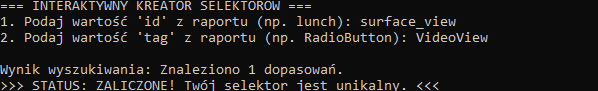 === INTERAKTYWNY KREATOR SELEKTORÓW ===
1. Podaj wartość 'id' z raportu (np. lunch): surface_view
2. Podaj wartość 'tag' z raportu (np. RadioButton): VideoView
Wynik wyszukiwania: Znaleziono 1 dopasowań.
>>> STATUS: ZALICZONE! Twój selektor jest unikalny. <<<